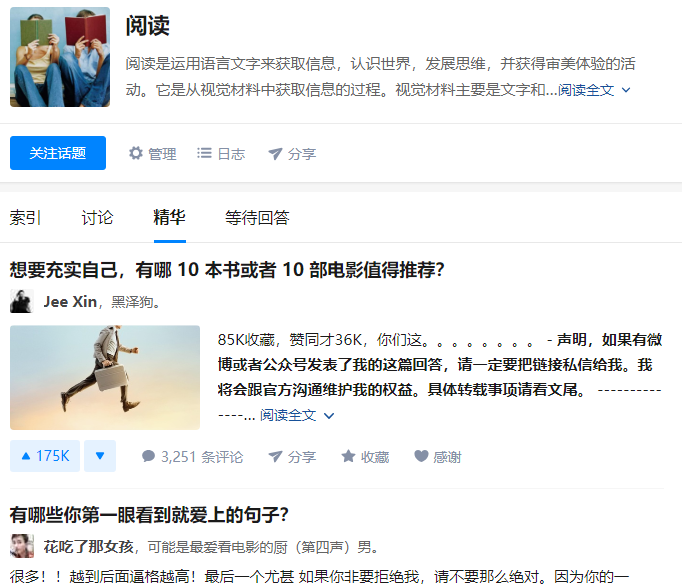 阅读
阅读是运用语言文字来获取信息，认识世界，发展思维，并获得审美体验的活
动。它是从视觉材料中获取信息的过程。视觉材料主要是文字和...阅读全文
关注话题 管理 日志 分享
索引 讨论 精华 等待回答
想要充实自己，有哪 10 本书或者 10 部电影值得推荐？
Jee Xin，黑泽狗。
85K收藏，赞同才36K，你们这。。。。。。。。 - 声明，如果有微
博或者公众号发表了我的这篇回答，请一定要把链接私信给我。我
将会跟官方沟通维护我的权益。具体转载事项请看文尾。 ------------
----... 阅读全文
175K 3,251 条评论 分享 收藏 感谢
有哪些你第一眼看到就爱上的句子？
花吃了那女孩，可能是最爱看电影的厨（第四声）男。
很多！！越到后面逼格越高！最后一个尤甚 如果你非要拒绝我，请不要那么绝对。因为你的一